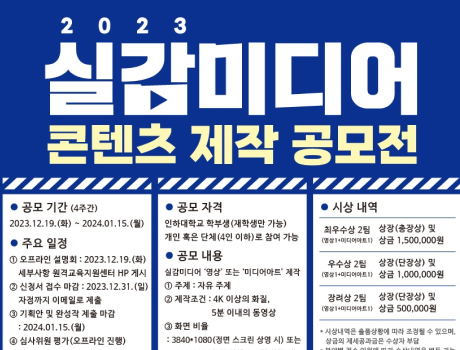 2023
실감미디어
콘텐츠 제작 공모전
● 공모 기간 (4주간)
2023.12.19.(화) ~ 2024.01.15.(월)
● 주요 일정
① 오프라인 설명회 : 2023.12.19.(화)
세부사항 원격교육지원센터 HP 게시
② 신청서 접수 마감 : 2023.12.31.(일)
자정까지 이메일로 제출
③ 기획안 및 완성작 제출 마감
: 2024.01.15.(월)
④ 심사위원 평가(오프라인 진행)
● 공모 자격
인하대학교 학부생(재학생만 가능)
개인 혹은 단체(4인 이하)로 참여 가능
● 공모 내용
실감미디어 '영상' 또는 '미디어아트' 제작
① 주제 : 자유 주제
② 제작조건 : 4K 이상의 화질,
5분 이내의 동영상
③ 화면 비율
: 3840*1080(정면 스크린 상영 시) 또는
● 시상 내역
최우수상 2팀 상장(총장상) 및
(영상1+미디어아트1) 상금 1,500,000원
우수상 2팀 상장(단장상) 및
(영상1+미디어아트1) 상금 1,000,000원
장려상 2팀 상장(단장상) 및
(영상1+미디어아트1) 상금 500,000원
* 시상내역은 출품상황에 따라 조정될 수 있으며,
상금의 제세공과금은 수상자 부담